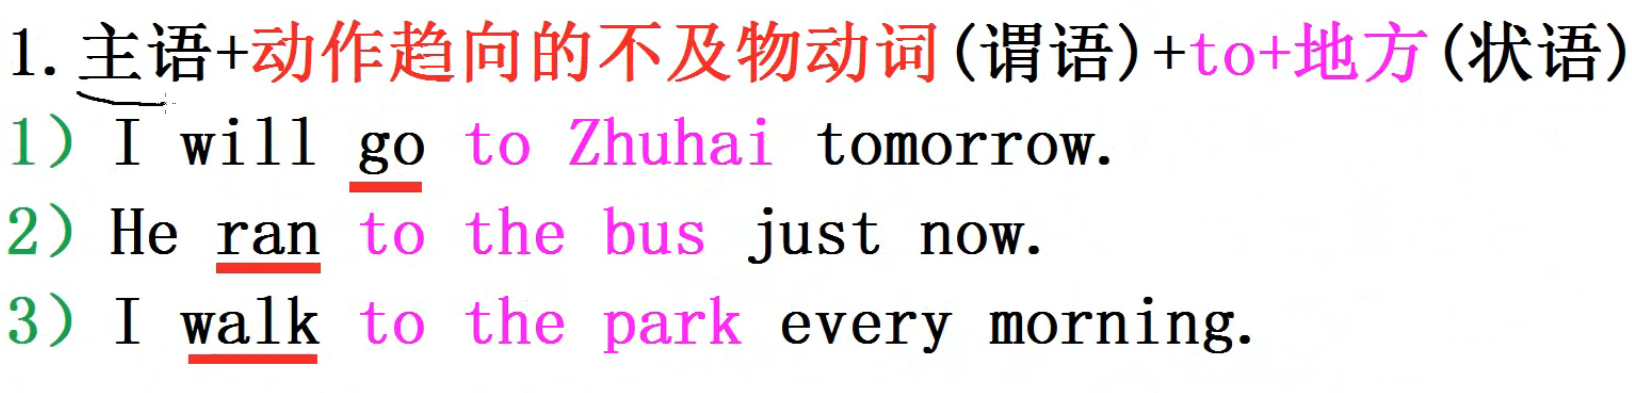 1. 主语+动作趋向的不及物动词(谓语)+to+地方(状语)
1) I will go to Zhuhai tomorrow.
2) He ran to the bus just now.
3) I walk to the park every morning.